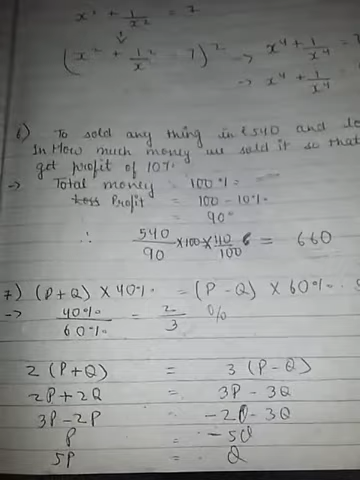 x² + 1/x² = 7
(x² + 1/x² = 7)² → x⁴ + 1/x⁴ =
→ x⁴ + 1/x⁴
6) To sold any thing in ₹540 and
In How much money we sold it so that
get profit of 10%.
→ Total money = 100% =
Profit = 100 - 10%
= 90%
∴ 540/90 × 100 × 110/100 = 660
7) (P+Q) × 40% = (P - Q) × 60%.
→ 40%/60% = 2/3 %
2(P+Q) = 3(P-Q)
2P+2Q = 3P - 3Q
3P-2P = -2Q-3Q
P = -5Q
5P = Q